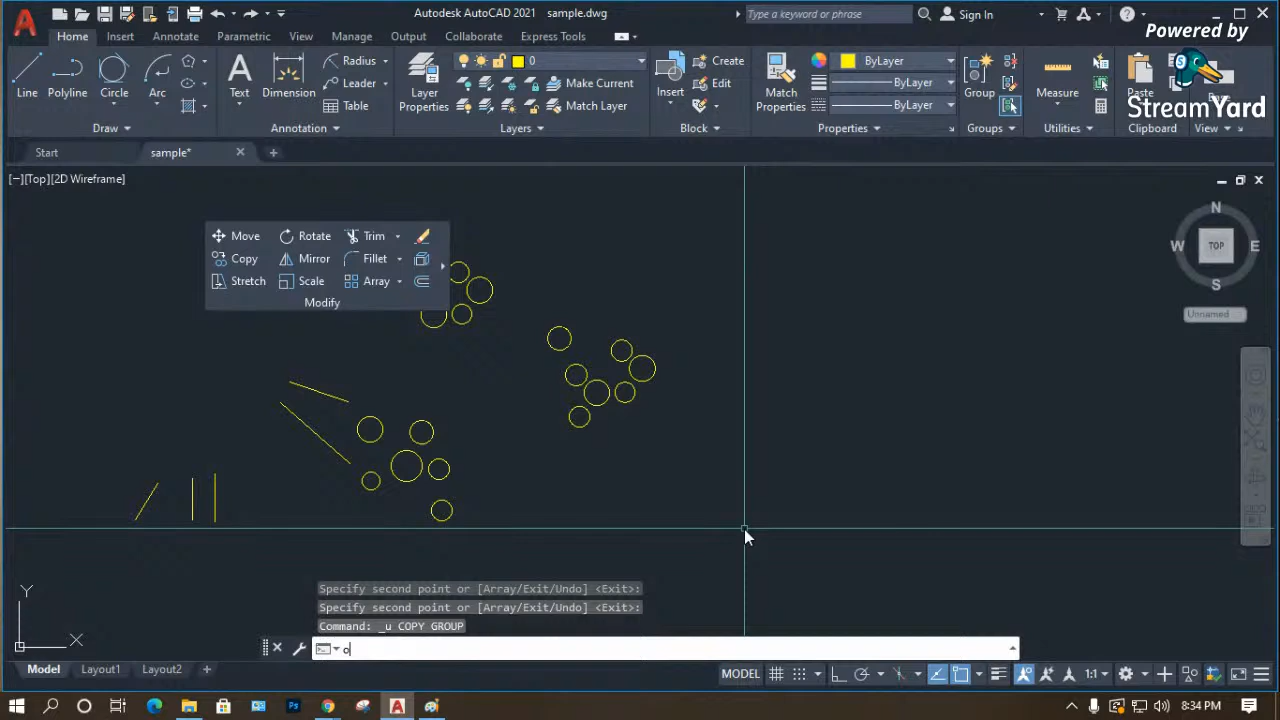 Autodesk AutoCAD 2021 sample.dwg
Type a keyword or phrase
Sign In
Powered by
StreamYard
Home Insert Annotate Parametric View Manage Output Collaborate Express Tools
Line
Polyline
Circle
Arc
Text
Dimension
Radius
Leader
Table
Layer
Properties
0
Make Current
Match Layer
Insert
Create
Edit
Match
Properties
ByLayer
ByLayer
ByLayer
Group
Measure
Paste
Draw Annotation Layers Block Properties Groups Utilities Clipboard View
Start sample*
[−][Top][2D Wireframe]
N
W TOP E
S
Unnamed
Move Rotate Trim
Copy Mirror Fillet
Stretch Scale Array
Modify
Y
X
Specify second point or [Array/Exit/Undo] <Exit>:
Specify second point or [Array/Exit/Undo] <Exit>:
Command: _u COPY GROUP
o
Model Layout1 Layout2
MODEL
1:1
8:34 PM